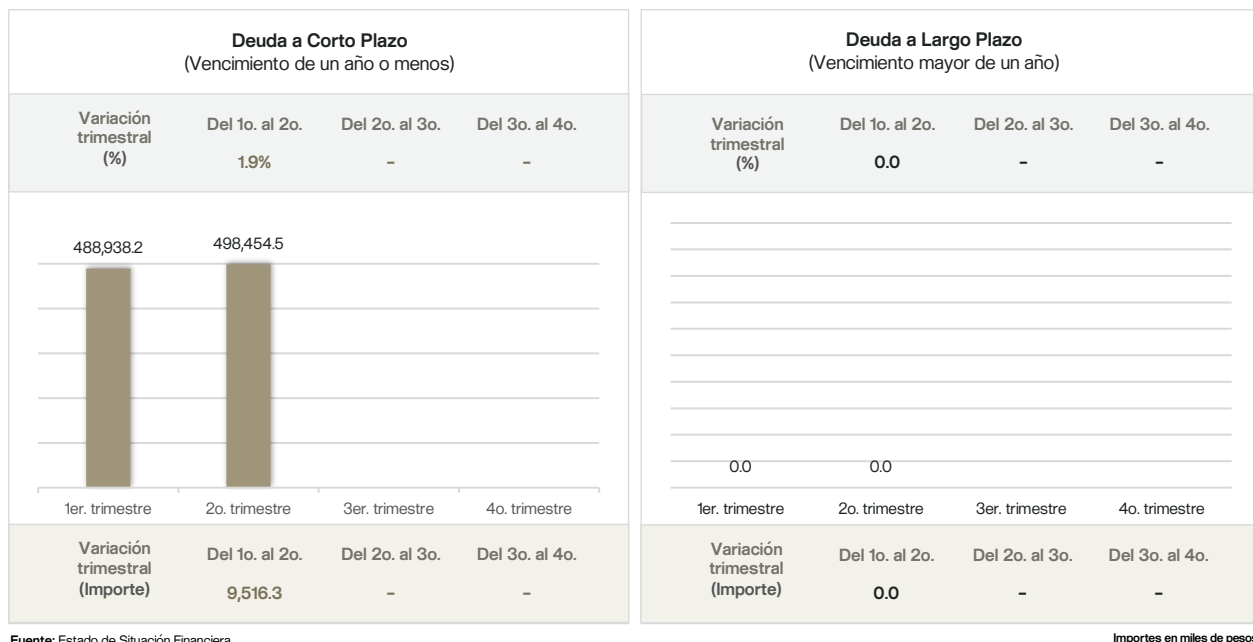 Deuda a Corto Plazo
(Vencimiento de un año o menos)
Variación
trimestral
(%)
Del 1o. al 2o. Del 2o. al 3o. Del 3o. al 4o.
1.9% – –
488,938.2
498,454.5
1er. trimestre 2o. trimestre 3er. trimestre 4o. trimestre
Variación
trimestral
(Importe)
Del 1o. al 2o. Del 2o. al 3o. Del 3o. al 4o.
9,516.3 – –
Deuda a Largo Plazo
(Vencimiento mayor de un año)
Variación
trimestral
(%)
Del 1o. al 2o. Del 2o. al 3o. Del 3o. al 4o.
0.0 – –
0.0 0.0
1er. trimestre 2o. trimestre 3er. trimestre 4o. trimestre
Variación
trimestral
(Importe)
Del 1o. al 2o. Del 2o. al 3o. Del 3o. al 4o.
0.0 – –
Fuente: Estado de Situación Financiera
Importes en miles de pesos